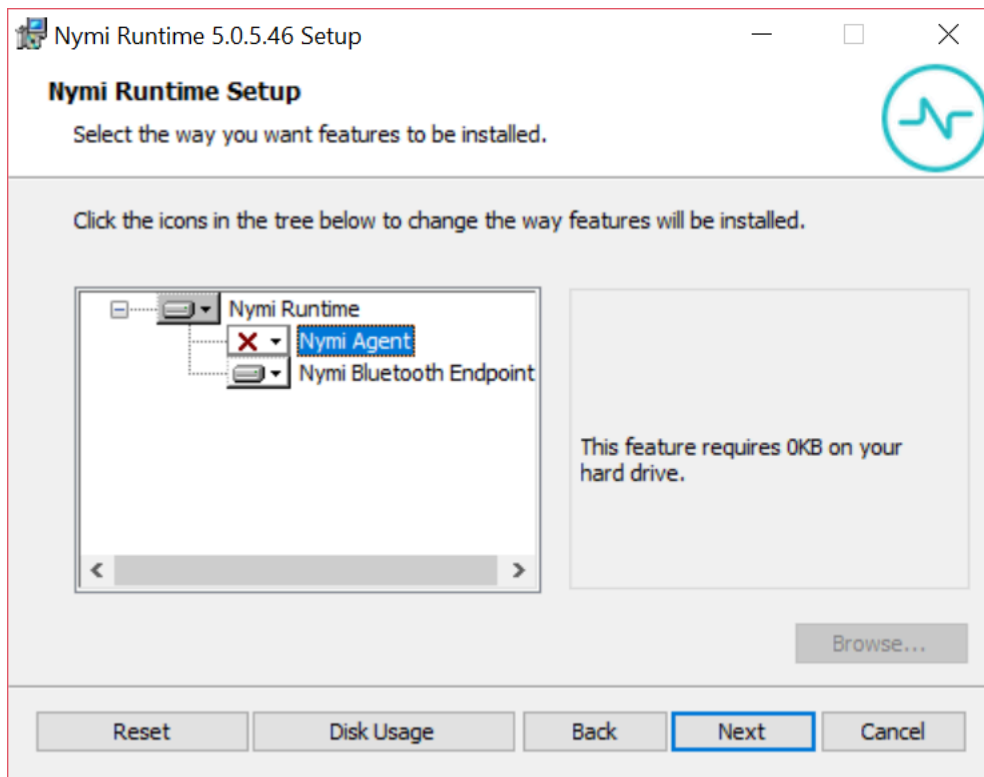 Nymi Runtime 5.0.5.46 Setup
Nymi Runtime Setup
Select the way you want features to be installed.
Click the icons in the tree below to change the way features will be installed.
Nymi Runtime
Nymi Agent
Nymi Bluetooth Endpoint
This feature requires 0KB on your
hard drive.
Browse...
Reset Disk Usage Back Next Cancel